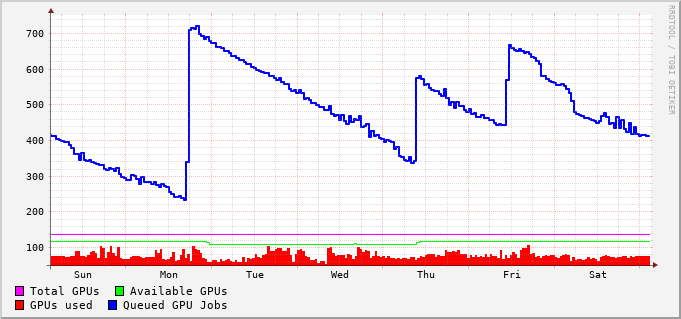 RRDTOOL / TOBI OETIKER
700
600
500
400
300
200
100
Sun Mon Tue Wed Thu Fri Sat
Total GPUs Available GPUs
GPUs used Queued GPU Jobs